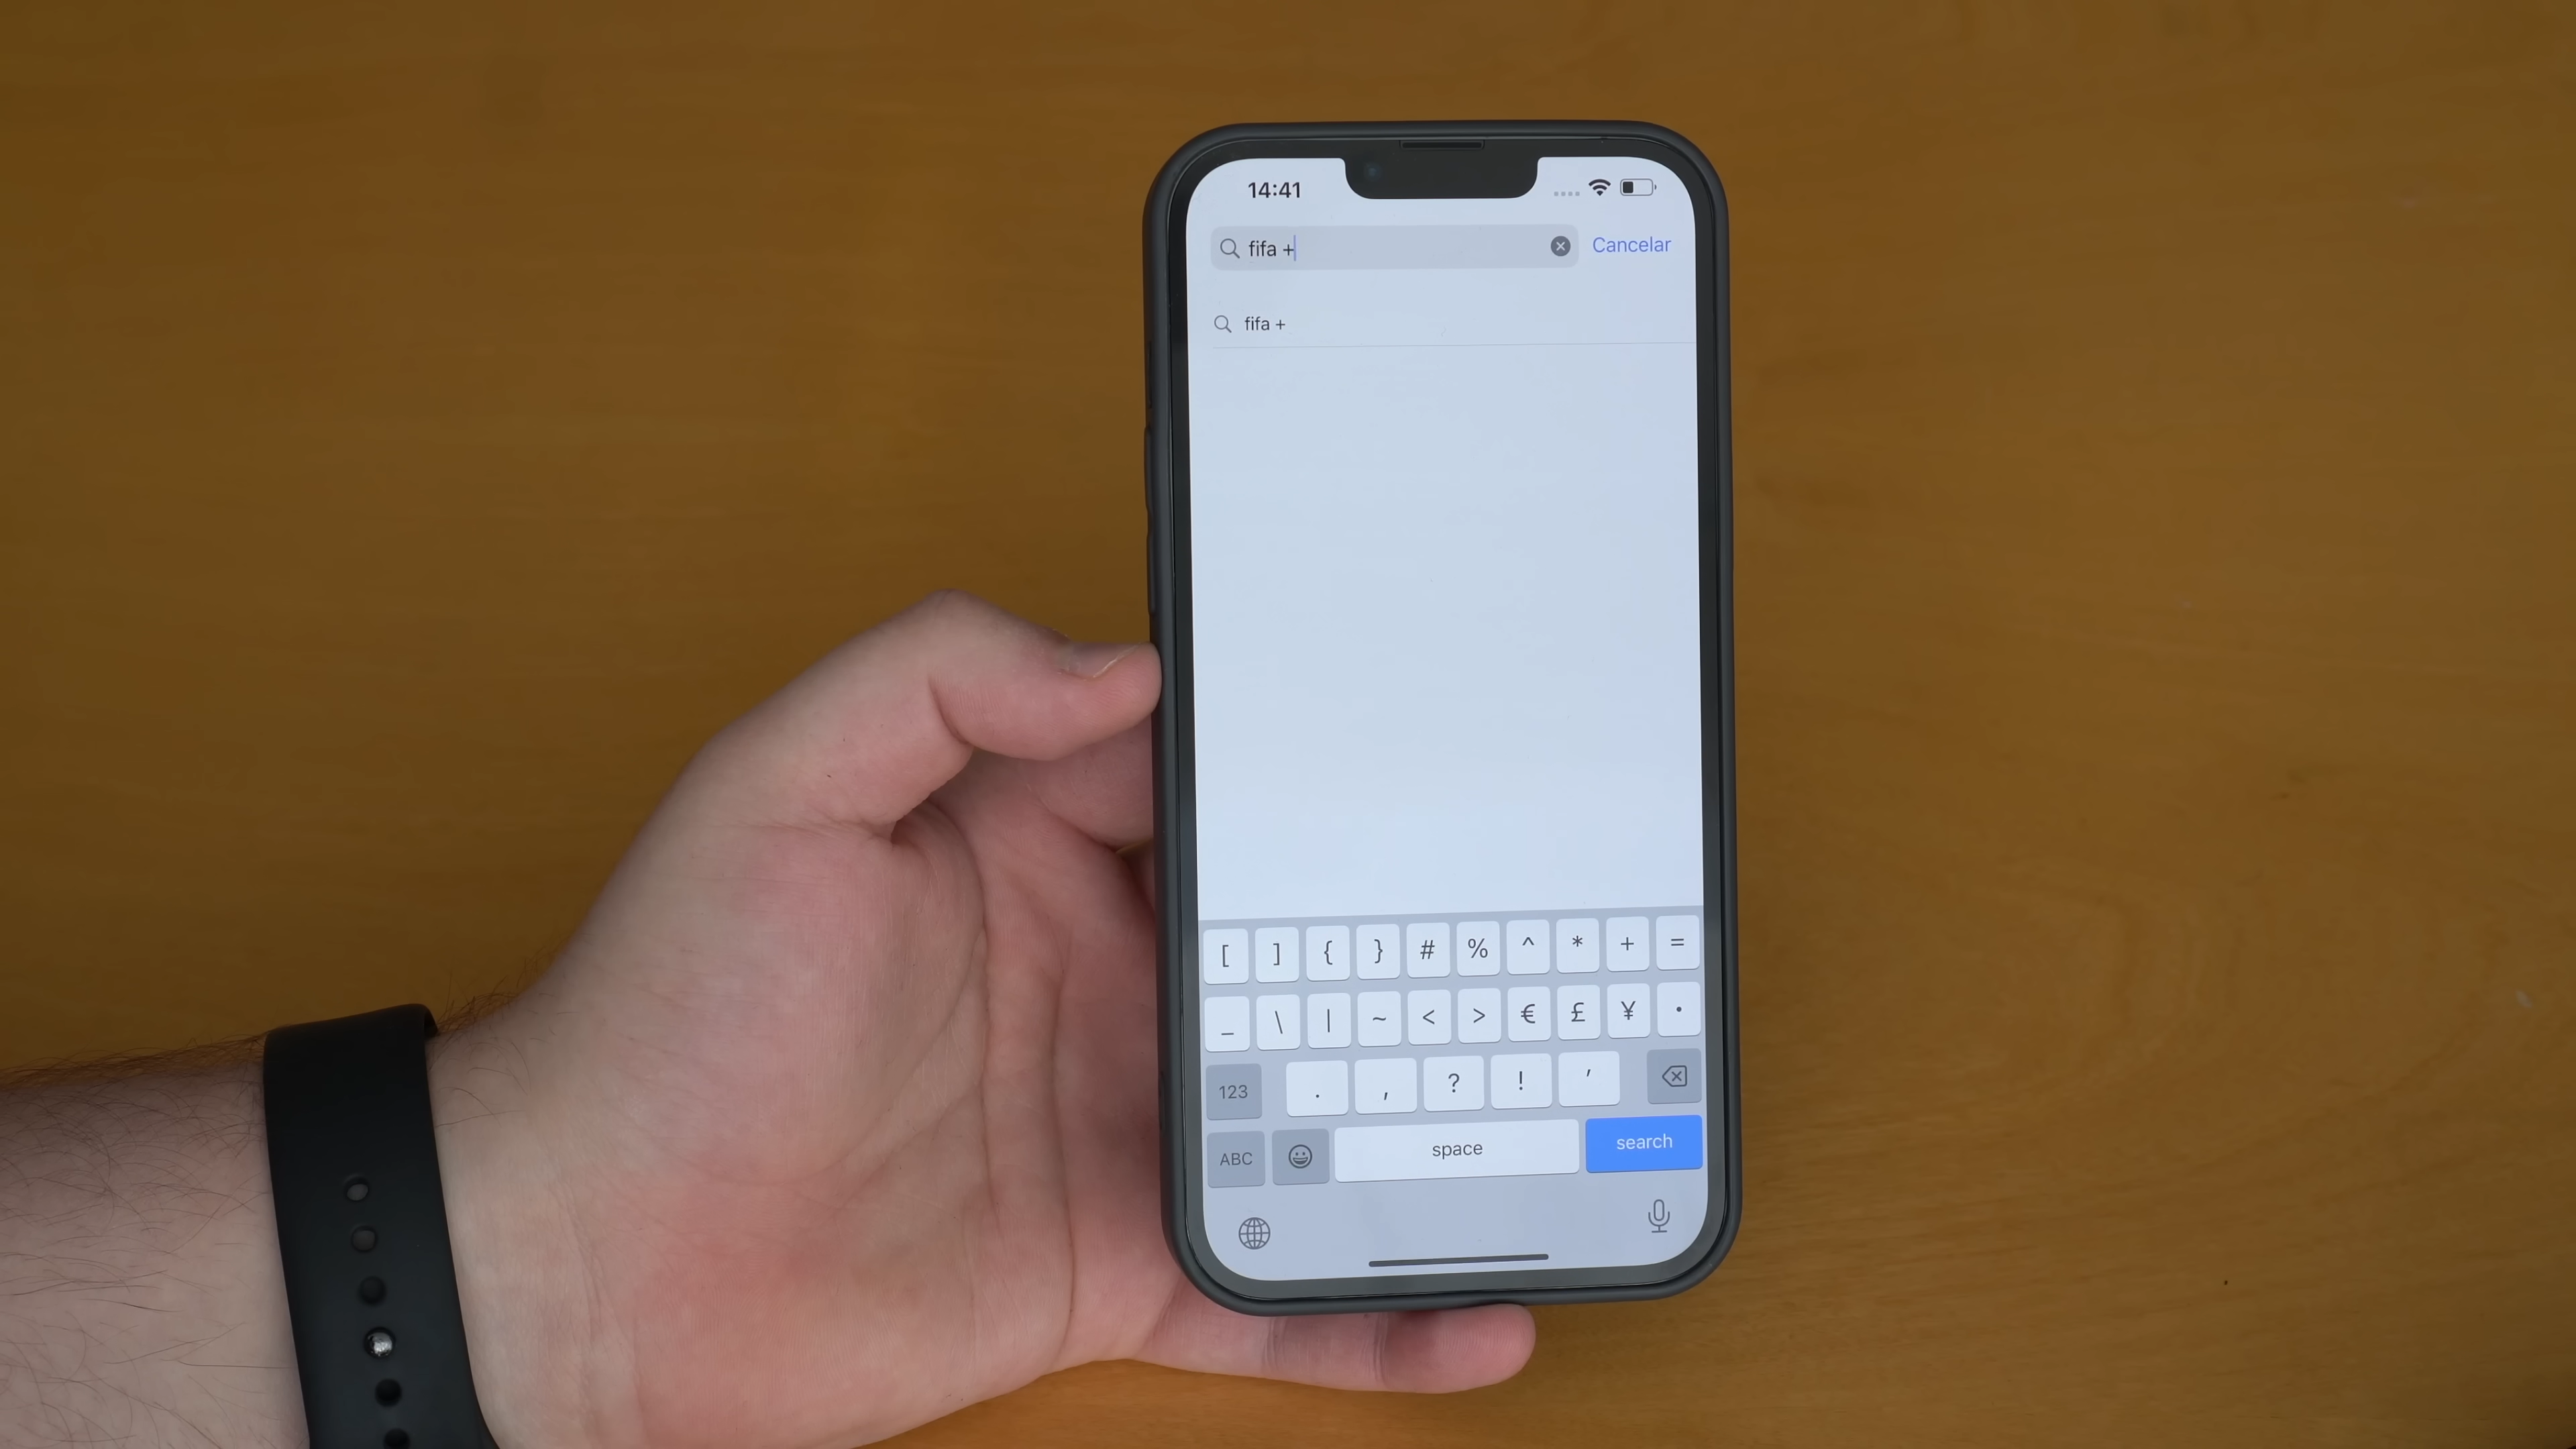 14:41
fifa +
Cancelar
fifa +
[ ] { } # % ^ * + =
_ \ | ~ < > € £ ¥ •
123 . , ? ! ′
ABC space search